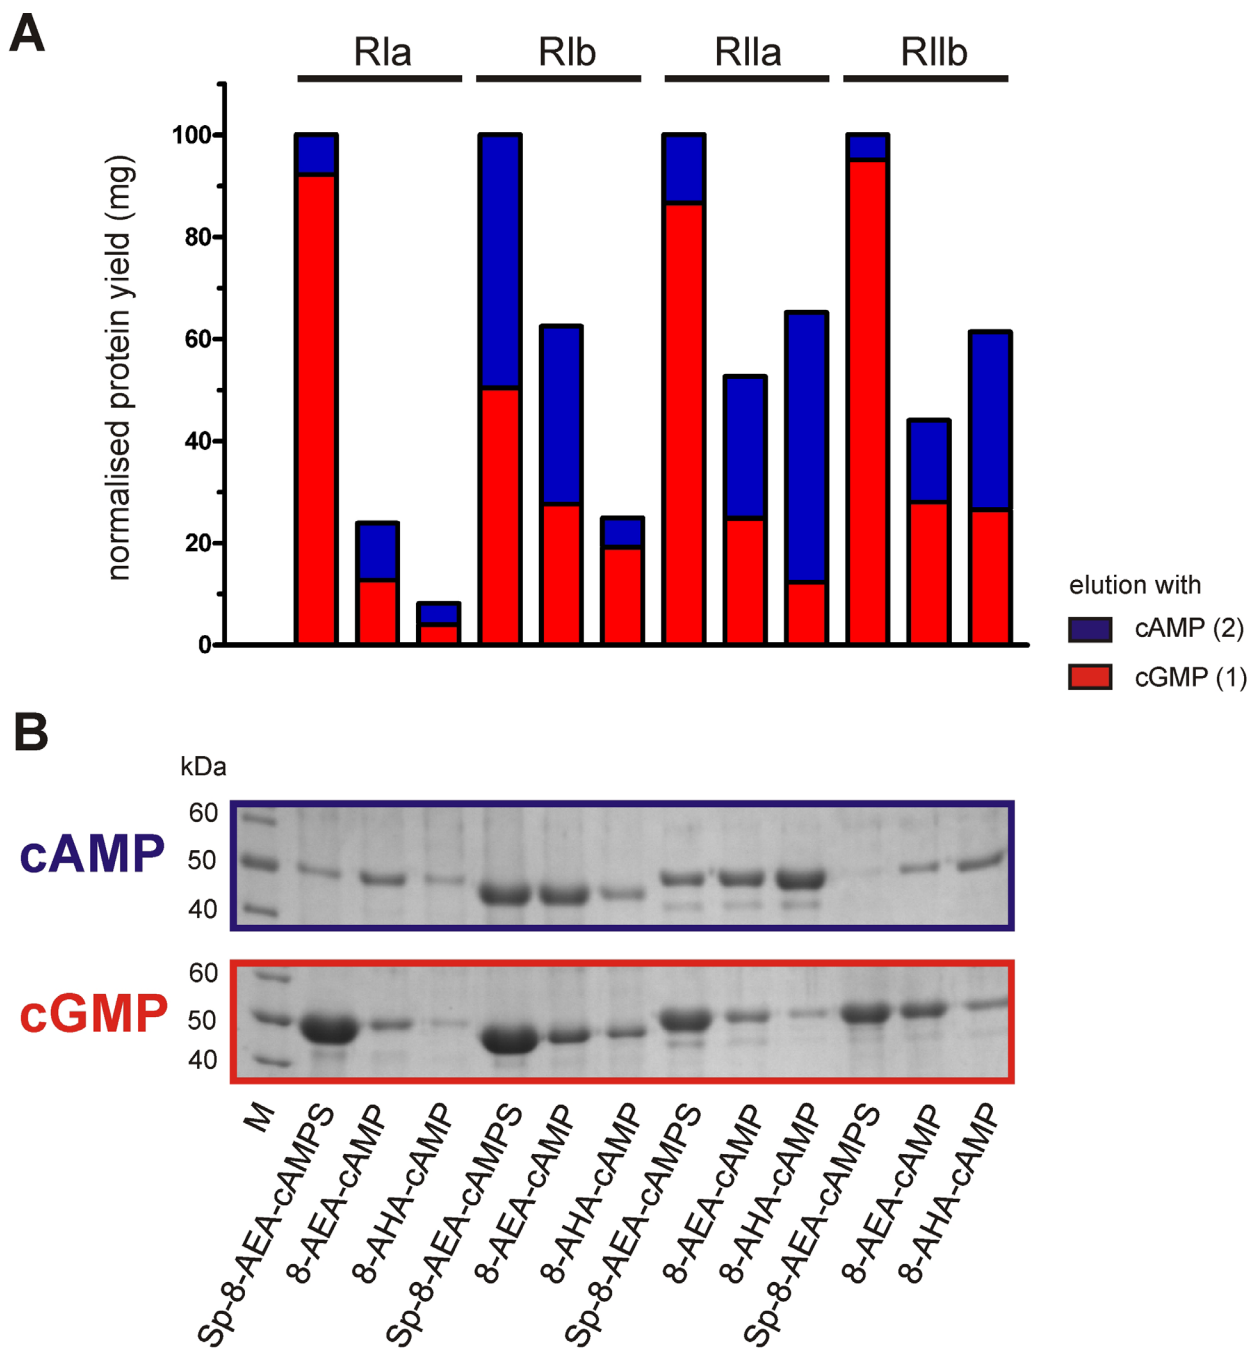 A
RIa
RIb
RIIa
RIIb
normalised protein yield (mg)
100
80
60
40
20
0
elution with
cAMP (2)
cGMP (1)
B
kDa
cAMP
60
50
40
cGMP
60
50
40
M
Sp-8-AEA-cAMPS
8-AEA-cAMP
8-AHA-cAMP
Sp-8-AEA-cAMPS
8-AEA-cAMP
8-AHA-cAMP
Sp-8-AEA-cAMPS
8-AEA-cAMP
8-AHA-cAMP
Sp-8-AEA-cAMPS
8-AEA-cAMP
8-AHA-cAMP